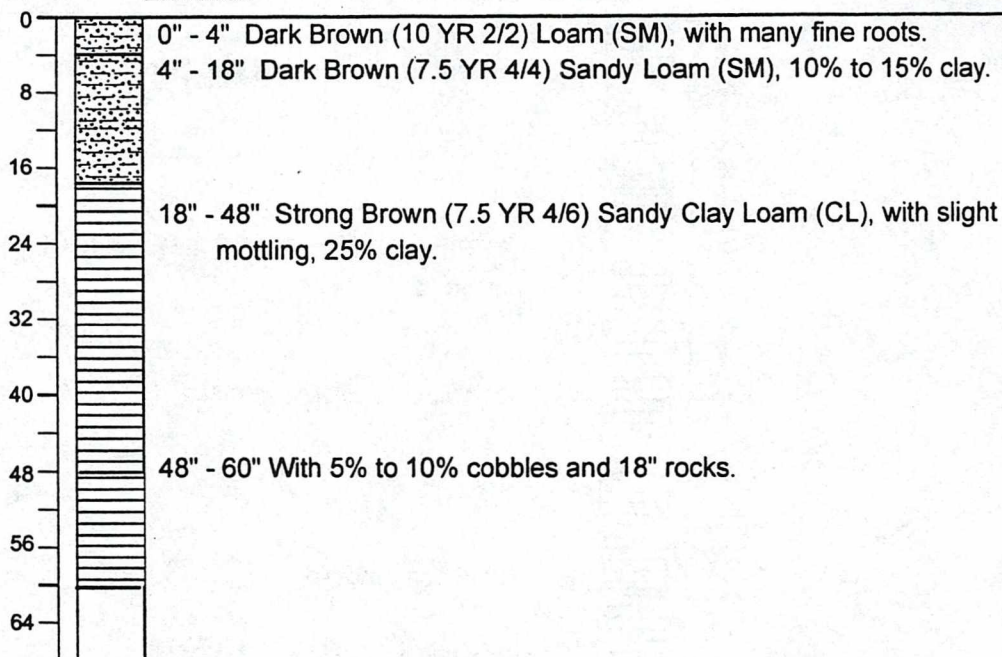 0
0" - 4" Dark Brown (10 YR 2/2) Loam (SM), with many fine roots.
4" - 18" Dark Brown (7.5 YR 4/4) Sandy Loam (SM), 10% to 15% clay.
8
16
18" - 48" Strong Brown (7.5 YR 4/6) Sandy Clay Loam (CL), with slight
mottling, 25% clay.
24
32
40
48
48" - 60" With 5% to 10% cobbles and 18" rocks.
56
64